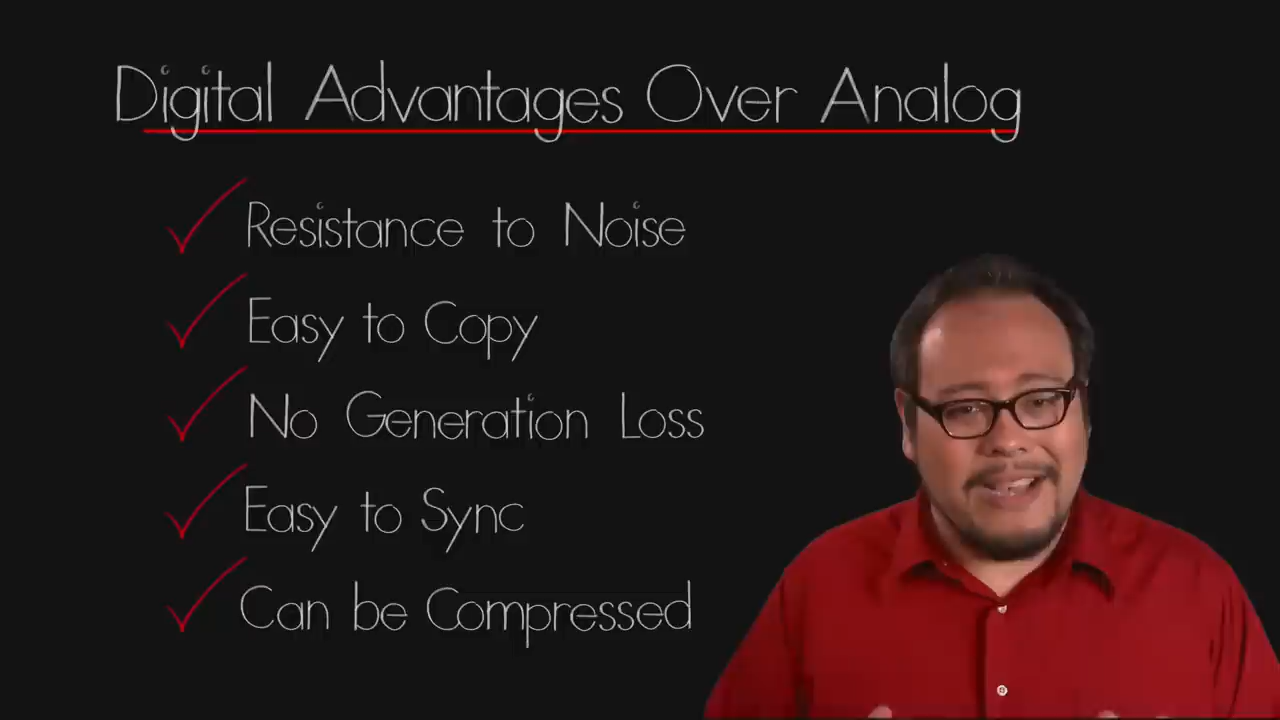 Digital Advantages Over Analog
Resistance to Noise
Easy to Copy
No Generation Loss
Easy to Sync
Can be Compressed